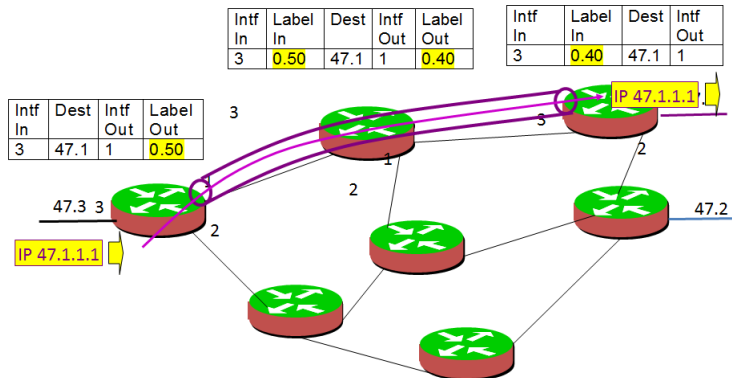 Intf In Label In Dest Intf Out Label Out
3 0.50 47.1 1 0.40
Intf In Label In Dest Intf Out
3 0.40 47.1 1
Intf In Dest Intf Out Label Out
3 47.1 1 0.50
IP 47.1.1.1
3
3
1
1
2
2
47.3 3
2
47.2
IP 47.1.1.1